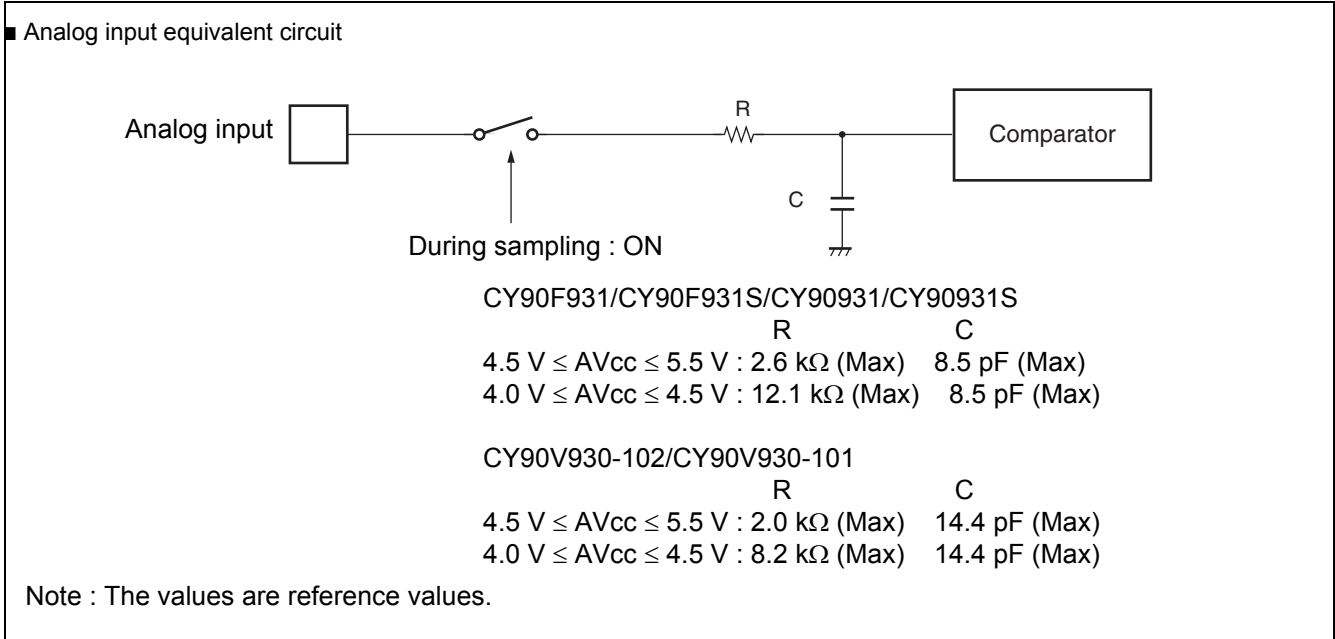 ■ Analog input equivalent circuit
R
Analog input
Comparator
C
During sampling : ON
CY90F931/CY90F931S/CY90931/CY90931S
R C
4.5 V ≤ AVcc ≤ 5.5 V : 2.6 kΩ (Max) 8.5 pF (Max)
4.0 V ≤ AVcc ≤ 4.5 V : 12.1 kΩ (Max) 8.5 pF (Max)
CY90V930-102/CY90V930-101
R C
4.5 V ≤ AVcc ≤ 5.5 V : 2.0 kΩ (Max) 14.4 pF (Max)
4.0 V ≤ AVcc ≤ 4.5 V : 8.2 kΩ (Max) 14.4 pF (Max)
Note : The values are reference values.